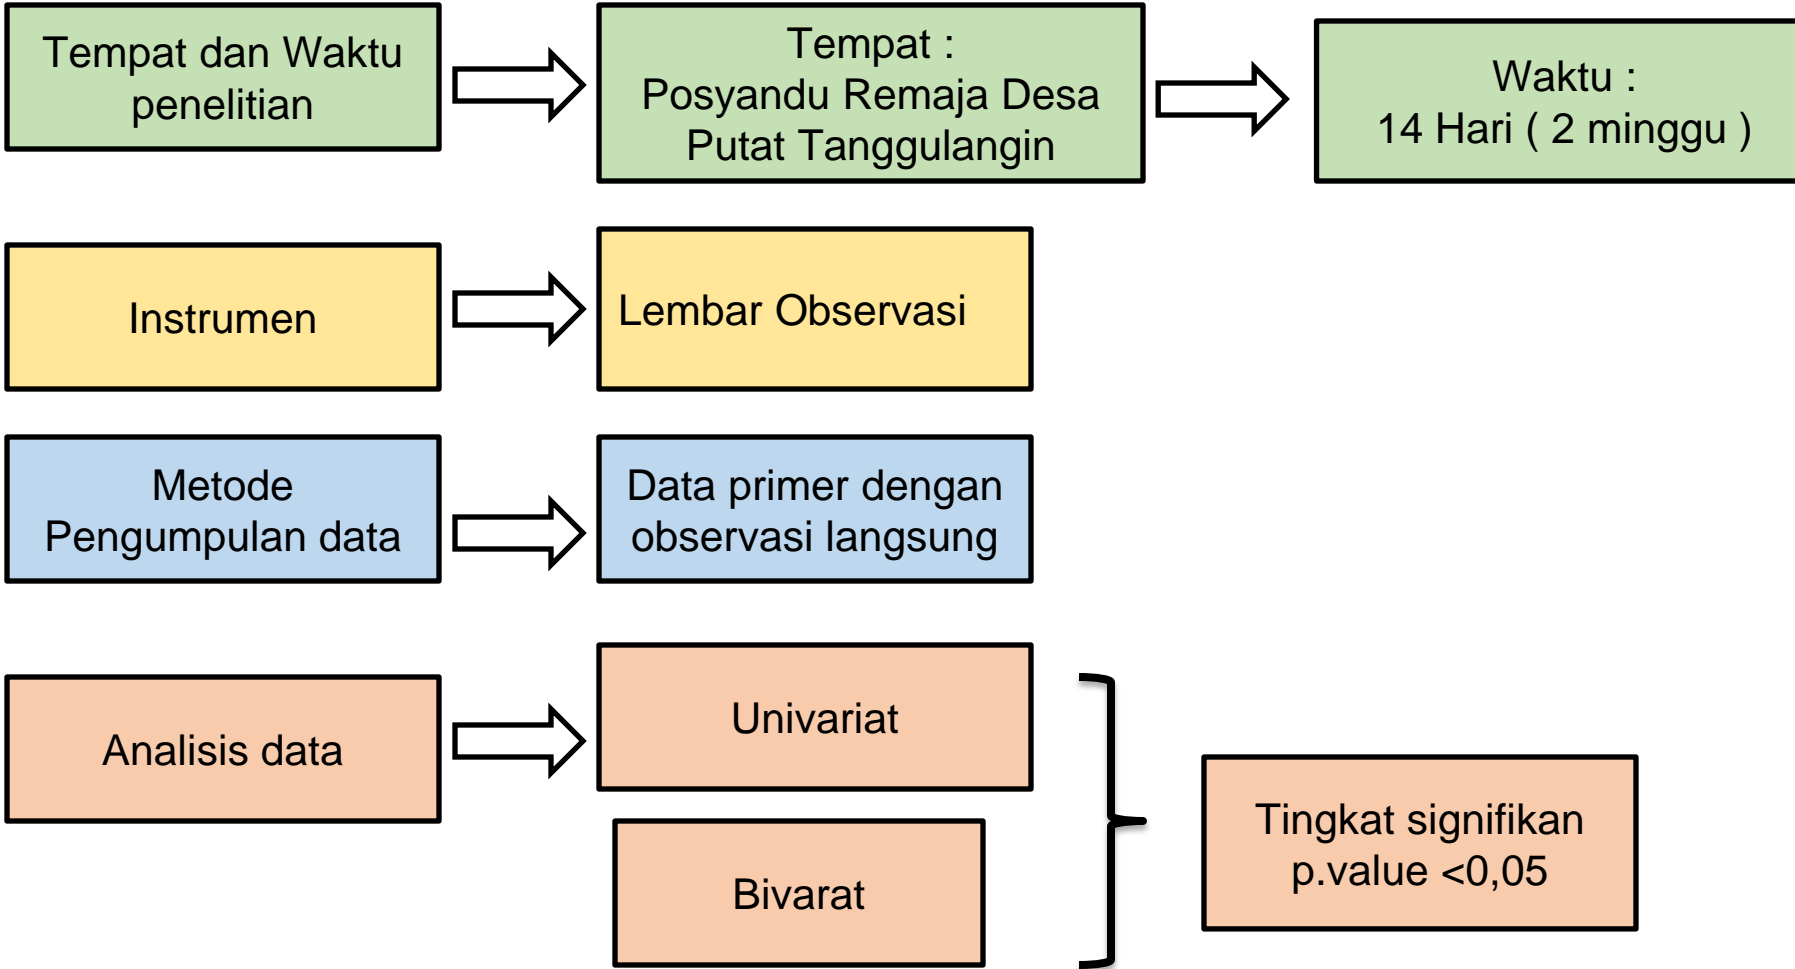 Tempat dan Waktu
penelitian
Tempat :
Posyandu Remaja Desa
Putat Tanggulangin
Waktu :
14 Hari ( 2 minggu )
Instrumen
Lembar Observasi
Metode
Pengumpulan data
Data primer dengan
observasi langsung
Analisis data
Univariat
Bivarat
Tingkat signifikan
p.value <0,05